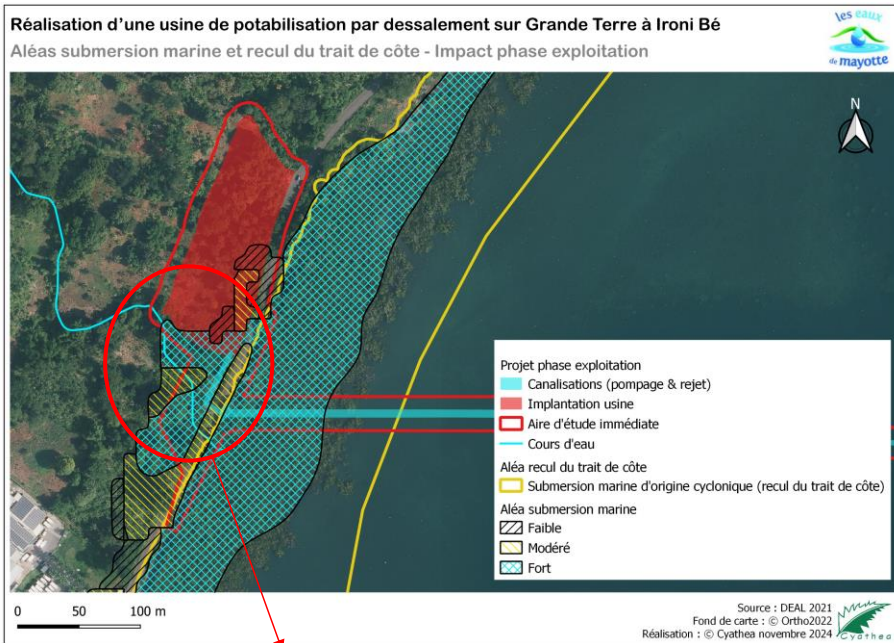 Réalisation d'une usine de potabilisation par dessalement sur Grande Terre à Ironi Bé
Aléas submersion marine et recul du trait de côte - Impact phase exploitation
les eaux
de mayotte
N
Projet phase exploitation
Canalisations (pompage & rejet)
Implantation usine
Aire d'étude immédiate
Cours d'eau
Aléa recul du trait de côte
Submersion marine d'origine cyclonique (recul du trait de côte)
Aléa submersion marine
Faible
Modéré
Fort
0 50 100 m
Source : DEAL 2021
Fond de carte : © Ortho2022
Réalisation : © Cyathea novembre 2024
Cyathea